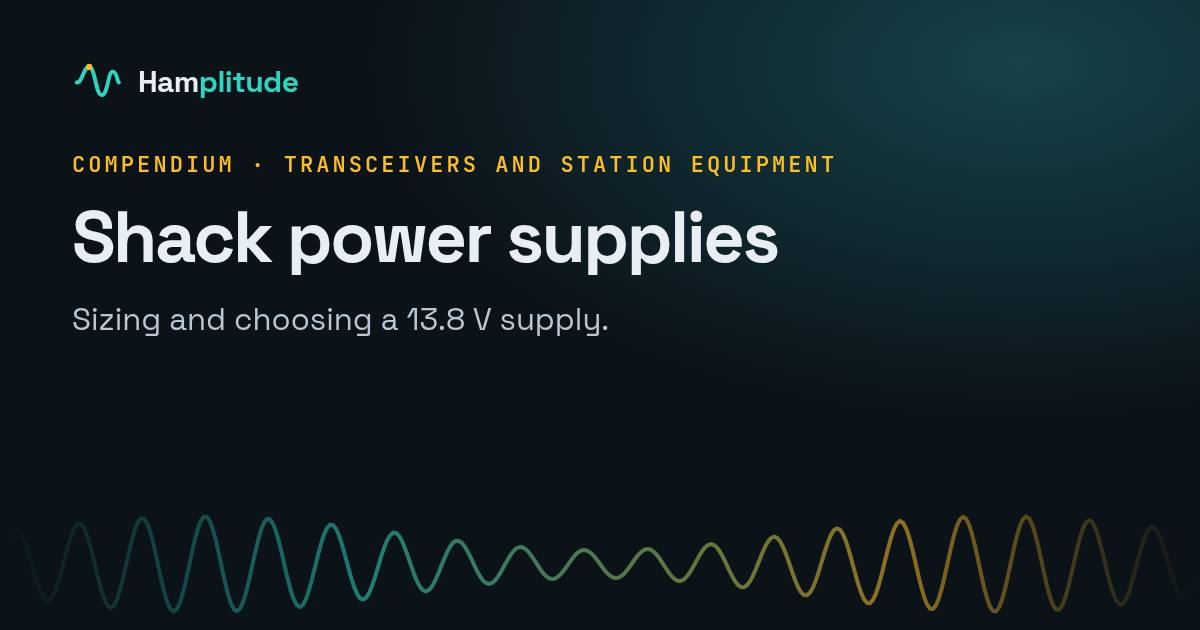 Hamplitude
COMPENDIUM · TRANSCEIVERS AND STATION EQUIPMENT
Shack power supplies
Sizing and choosing a 13.8 V supply.